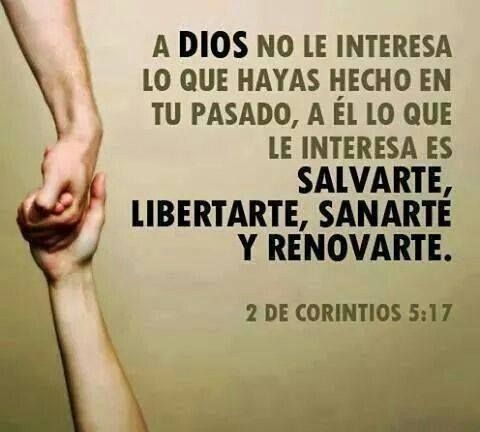 A DIOS NO LE INTERESA
LO QUE HAYAS HECHO EN
TU PASADO, A ÉL LO QUE
LE INTERESA ES
SALVARTE,
LIBERTARTE, SANARTE
Y RENOVARTE.
2 DE CORINTIOS 5:17